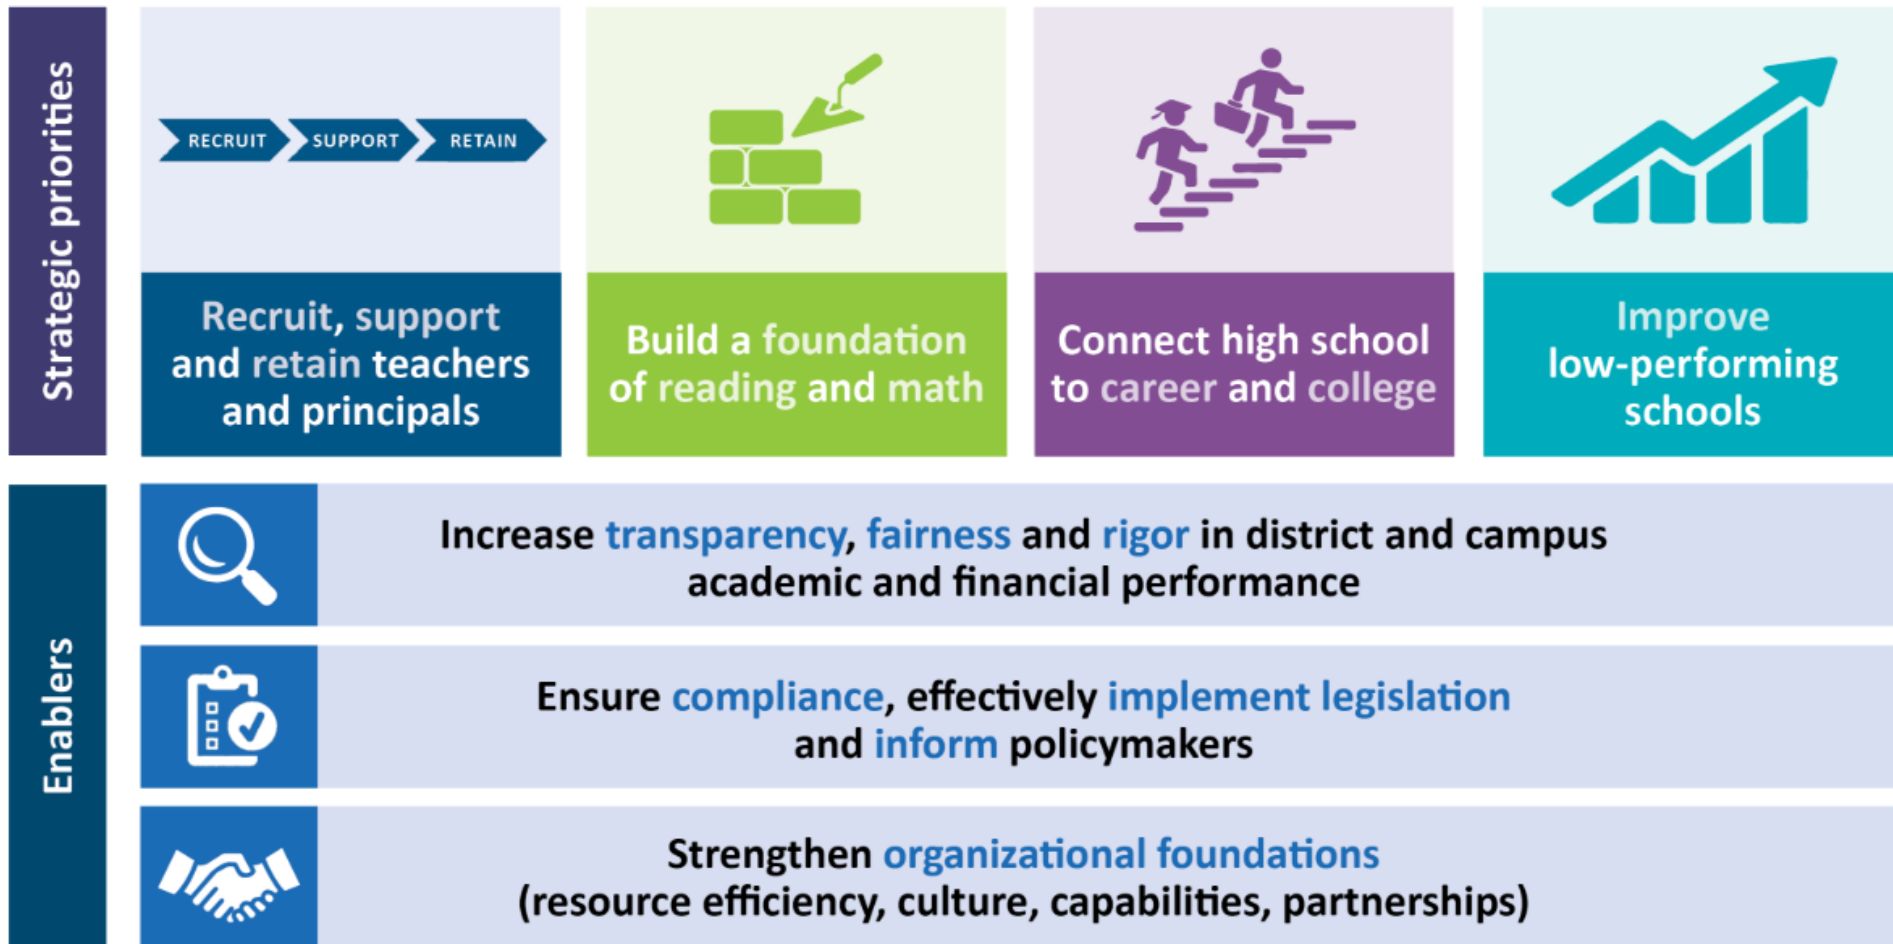 Strategic priorities
RECRUIT SUPPORT RETAIN
Recruit, support
and retain teachers
and principals
Build a foundation
of reading and math
Connect high school
to career and college
Improve
low-performing
schools
Enablers
Increase transparency, fairness and rigor in district and campus
academic and financial performance
Ensure compliance, effectively implement legislation
and inform policymakers
Strengthen organizational foundations
(resource efficiency, culture, capabilities, partnerships)